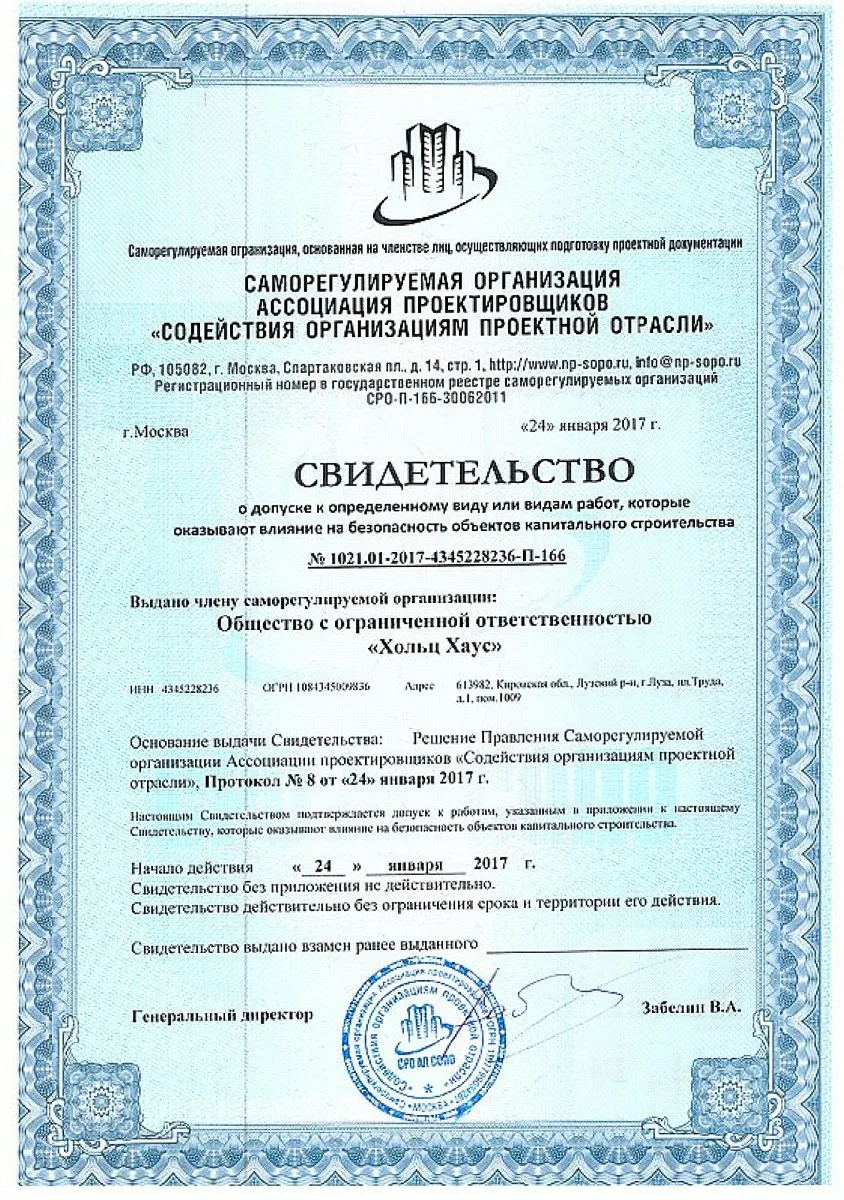 Саморегулируемая огранизация, основанная на членстве лиц, осуществляющих подготовку проектной документации
САМОРЕГУЛИРУЕМАЯ ОРГАНИЗАЦИЯ
АССОЦИАЦИЯ ПРОЕКТИРОВЩИКОВ
«СОДЕЙСТВИЯ ОРГАНИЗАЦИЯМ ПРОЕКТНОЙ ОТРАСЛИ»
РФ, 105082, г. Москва, Спартаковская пл., д. 14, стр. 1, http://www.np-sopo.ru, info@np-sopo.ru
Регистрационный номер в государственном реестре саморегулируемых организаций
СРО-П-166-30062011
г.Москва «24» января 2017 г.
СВИДЕТЕЛЬСТВО
о допуске к определенному виду или видам работ, которые
оказывают влияние на безопасность объектов капитального строительства
№ 1021.01-2017-4345228236-П-166
Выдано члену саморегулируемой организации:
Общество с ограниченной ответственностью
«Хольц Хаус»
ИНН 4345228236 ОГРН 1084345009836 Адрес 613982, Кировская обл., Лузский р-н, г.Луза, пл.Труда,
д.1, пом.1009
Основание выдачи Свидетельства: Решение Правления Саморегулируемой
организации Ассоциации проектировщиков «Содействия организациям проектной
отрасли», Протокол № 8 от «24» января 2017 г.
Настоящим Свидетельством подтверждается допуск к работам, указанным в приложении к настоящему
Свидетельству, которые оказывают влияние на безопасность объектов капитального строительства.
Начало действия « 24 » января 2017 г.
Свидетельство без приложения не действительно.
Свидетельство действительно без ограничения срока и территории его действия.
Свидетельство выдано взамен ранее выданного
Генеральный директор Забелин В.А.
Саморегулируемая организация Ассоциация проектировщиков
«Содействия организациям проектной отрасли»
СРО АП СОПО
МОСКВА